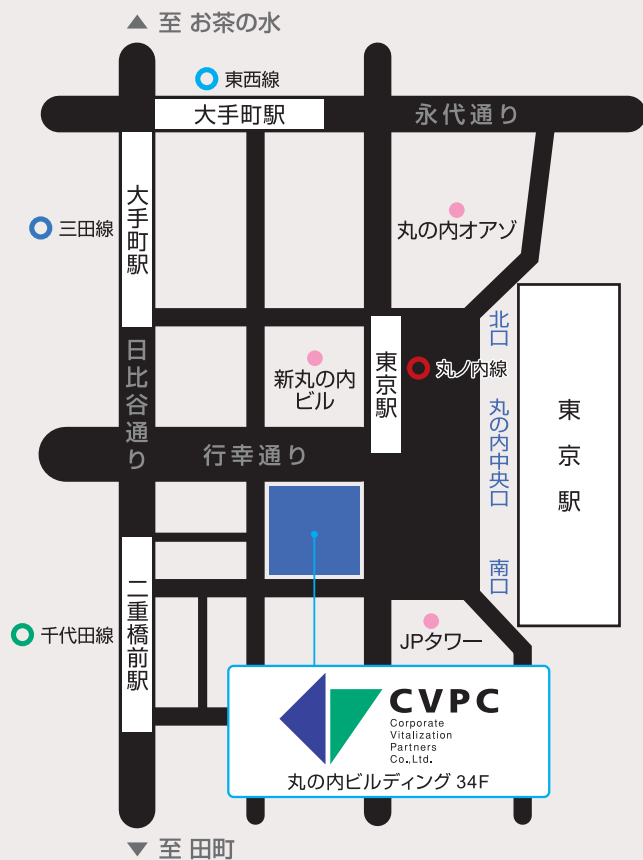 ▲ 至 お茶の水
東西線
大手町駅
永代通り
大手町駅
三田線
丸の内オアゾ
北口
日比谷通り
新丸の内
ビル
東京駅
丸ノ内線
丸の内中央口
東京駅
行幸通り
南口
二重橋前駅
千代田線
JPタワー
CVPC
Corporate
Vitalization
Partners
Co.,Ltd.
丸の内ビルディング 34F
▼ 至 田町